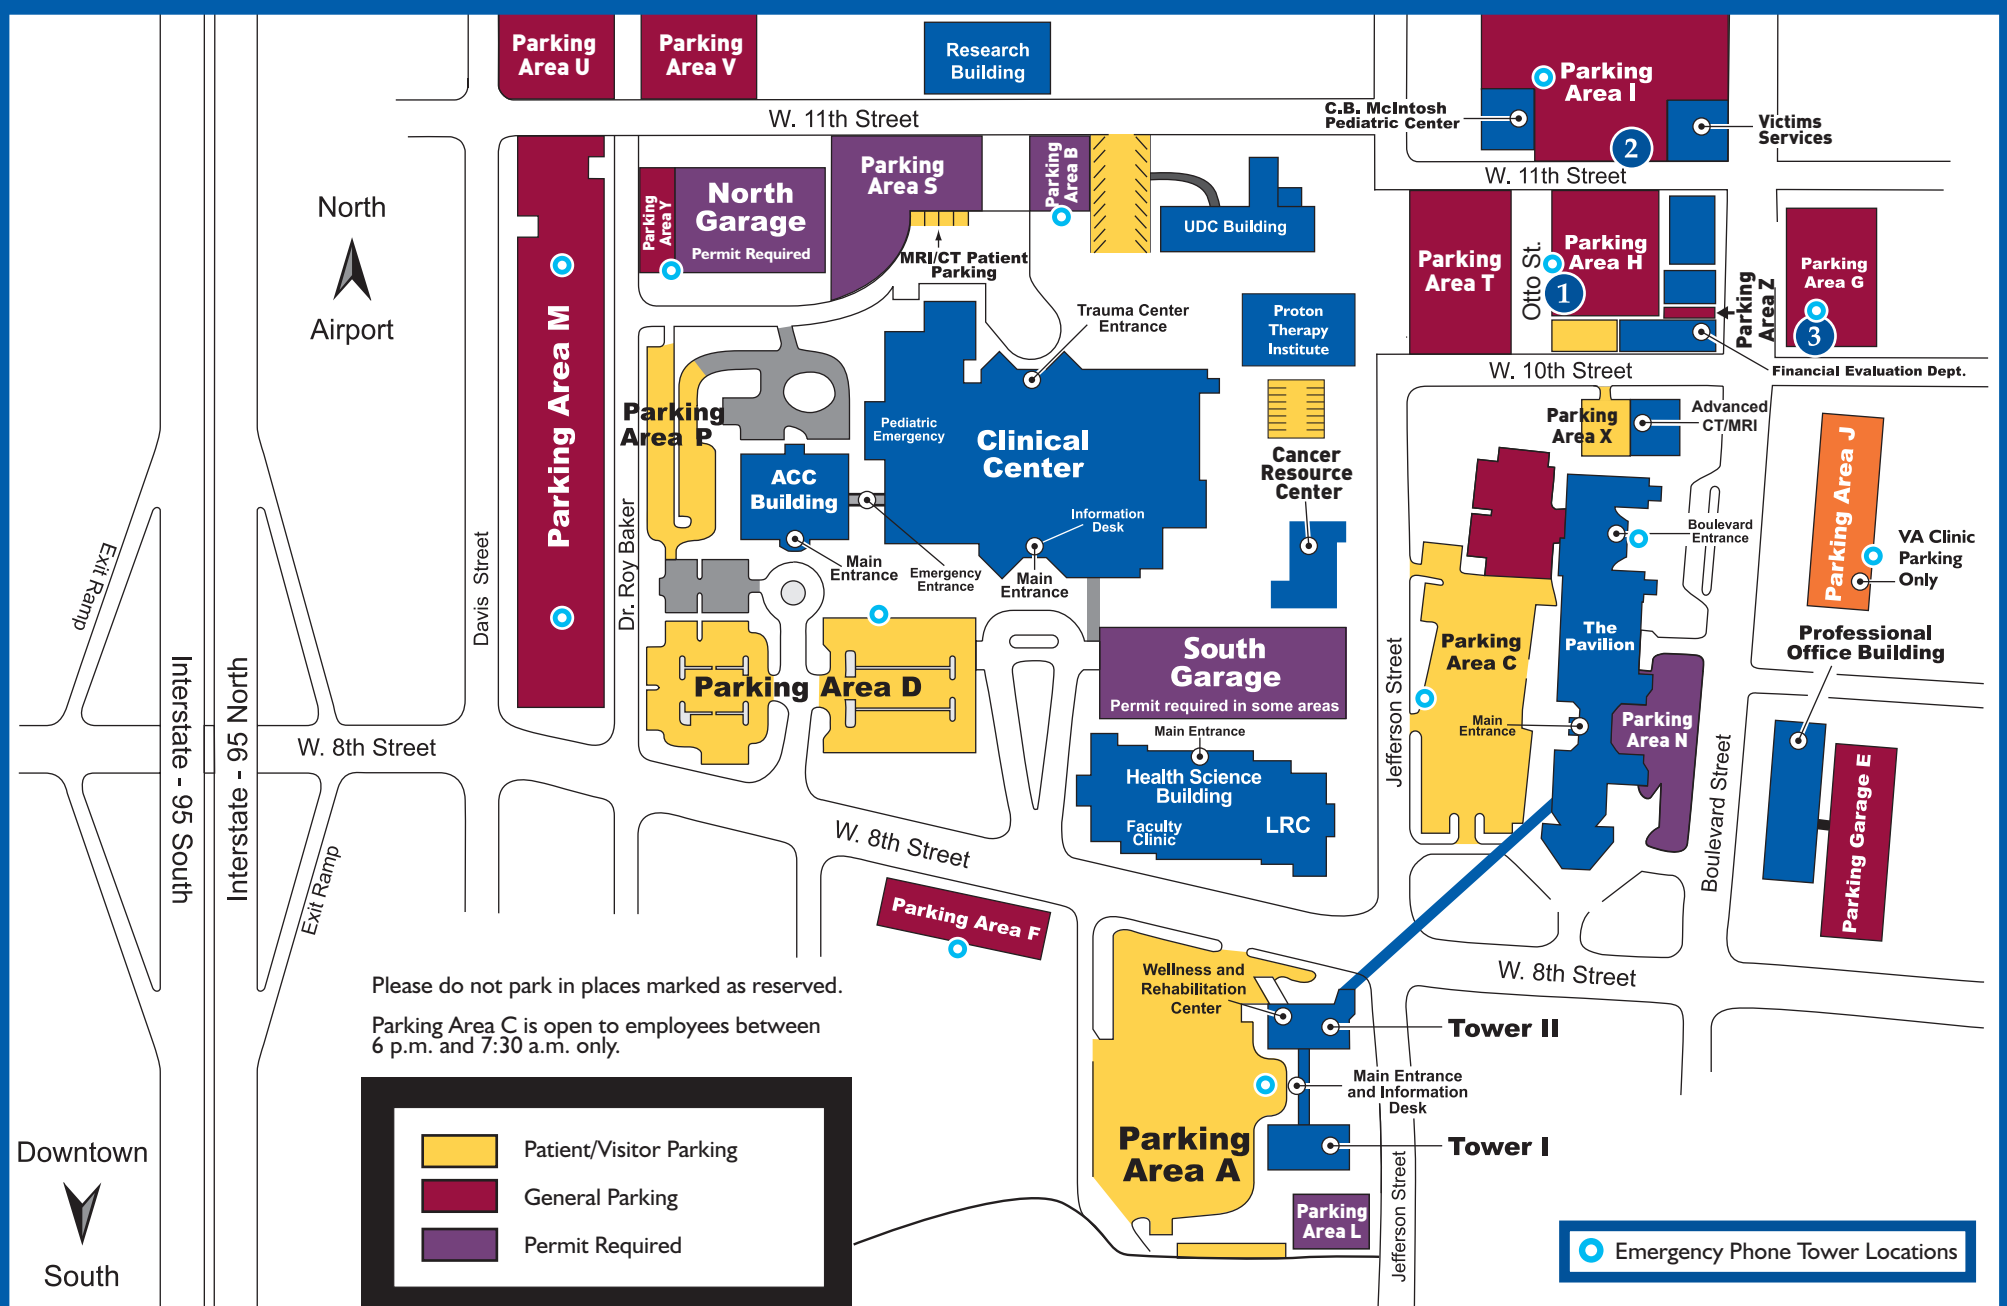 Parking
Area U
Parking
Area V
Research
Building
Parking
Area I
C.B. McIntosh
Pediatric Center
Victims
Services
2
W. 11th Street
W. 11th Street
North
Airport
Parking
Area Y
North
Garage
Permit Required
Parking
Area S
MRI/CT Patient
Parking
Parking
Area B
UDC Building
Parking
Area T
Otto St.
Parking
Area H
1
Parking
Area Z
Parking
Area G
3
Parking Area M
Trauma Center
Entrance
Proton
Therapy
Institute
W. 10th Street
Financial Evaluation Dept.
Parking
Area P
Pediatric
Emergency
Clinical
Center
Cancer
Resource
Center
Parking
Area X
Advanced
CT/MRI
Parking Area J
VA Clinic
Parking
Only
ACC
Building
Main
Entrance
Emergency
Entrance
Information
Desk
Main
Entrance
Boulevard
Entrance
Exit Ramp
Davis Street
Dr. Roy Baker
Interstate - 95 South
Interstate - 95 North
W. 8th Street
Parking Area D
South
Garage
Permit required in some areas
Jefferson Street
Parking
Area C
The
Pavilion
Main
Entrance
Parking
Area N
Boulevard Street
Professional
Office Building
Parking Garage E
Main Entrance
Health Science
Building
Faculty
Clinic
LRC
Exit Ramp
W. 8th Street
Parking Area F
W. 8th Street
Please do not park in places marked as reserved.
Parking Area C is open to employees between
6 p.m. and 7:30 a.m. only.
Wellness and
Rehabilitation
Center
Tower II
Main Entrance
and Information
Desk
Parking
Area A
Tower I
Parking
Area L
Jefferson Street
Downtown
South
Patient/Visitor Parking
General Parking
Permit Required
Emergency Phone Tower Locations